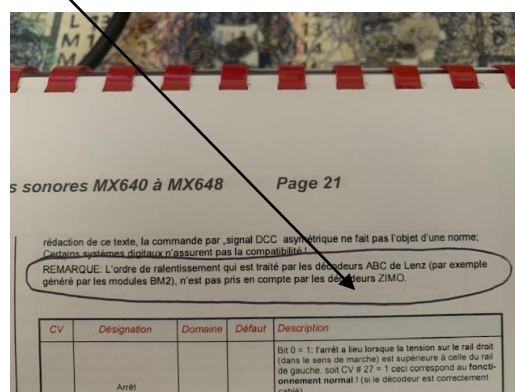 s sonores MX640 à MX648 Page 21
rédaction de ce texte, la commande par „signal DCC asymétrique ne fait pas l'objet d'une norme;
Certains systèmes digitaux n'assurent pas la compatibilité !
REMARQUE: L'ordre de ralentissement qui est traité par les décodeurs ABC de Lenz (par exemple
généré par les modules BM2), n'est pas pris en compte par les décodeurs ZIMO.
CV Désignation Domaine Défaut Description
Bit 0 = 1: l'arrêt a lieu lorsque la tension sur le rail droit
(dans le sens de marche) est supérieure à celle du rail
de gauche. soit CV # 27 = 1 ceci correspond au foncti-
onnement normal ! (si le décodeur est correctement
Arrêt
câblé)